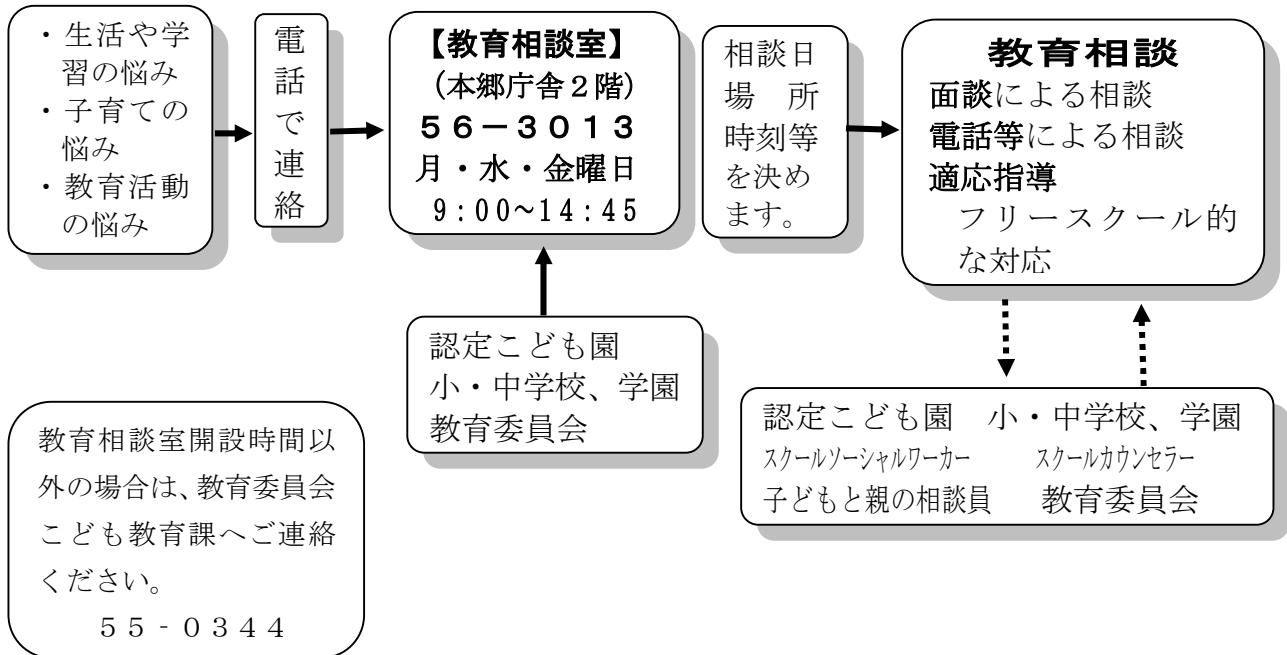 ・生活や学
習の悩み
・子育ての
悩み
・教育活動
の悩み
電話で連絡
【教育相談室】
(本郷庁舎2階)
56-3013
月・水・金曜日
9:00~14:45
相談日
場　所
時刻等
を決め
ます。
教育相談
面談による相談
電話等による相談
適応指導
フリースクール的
な対応
認定こども園
小・中学校、学園
教育委員会
認定こども園　小・中学校、学園
スクールソーシャルワーカー　スクールカウンセラー
子どもと親の相談員　教育委員会
教育相談室開設時間以
外の場合は、教育委員会
こども教育課へご連絡
ください。
５５‐０３４４